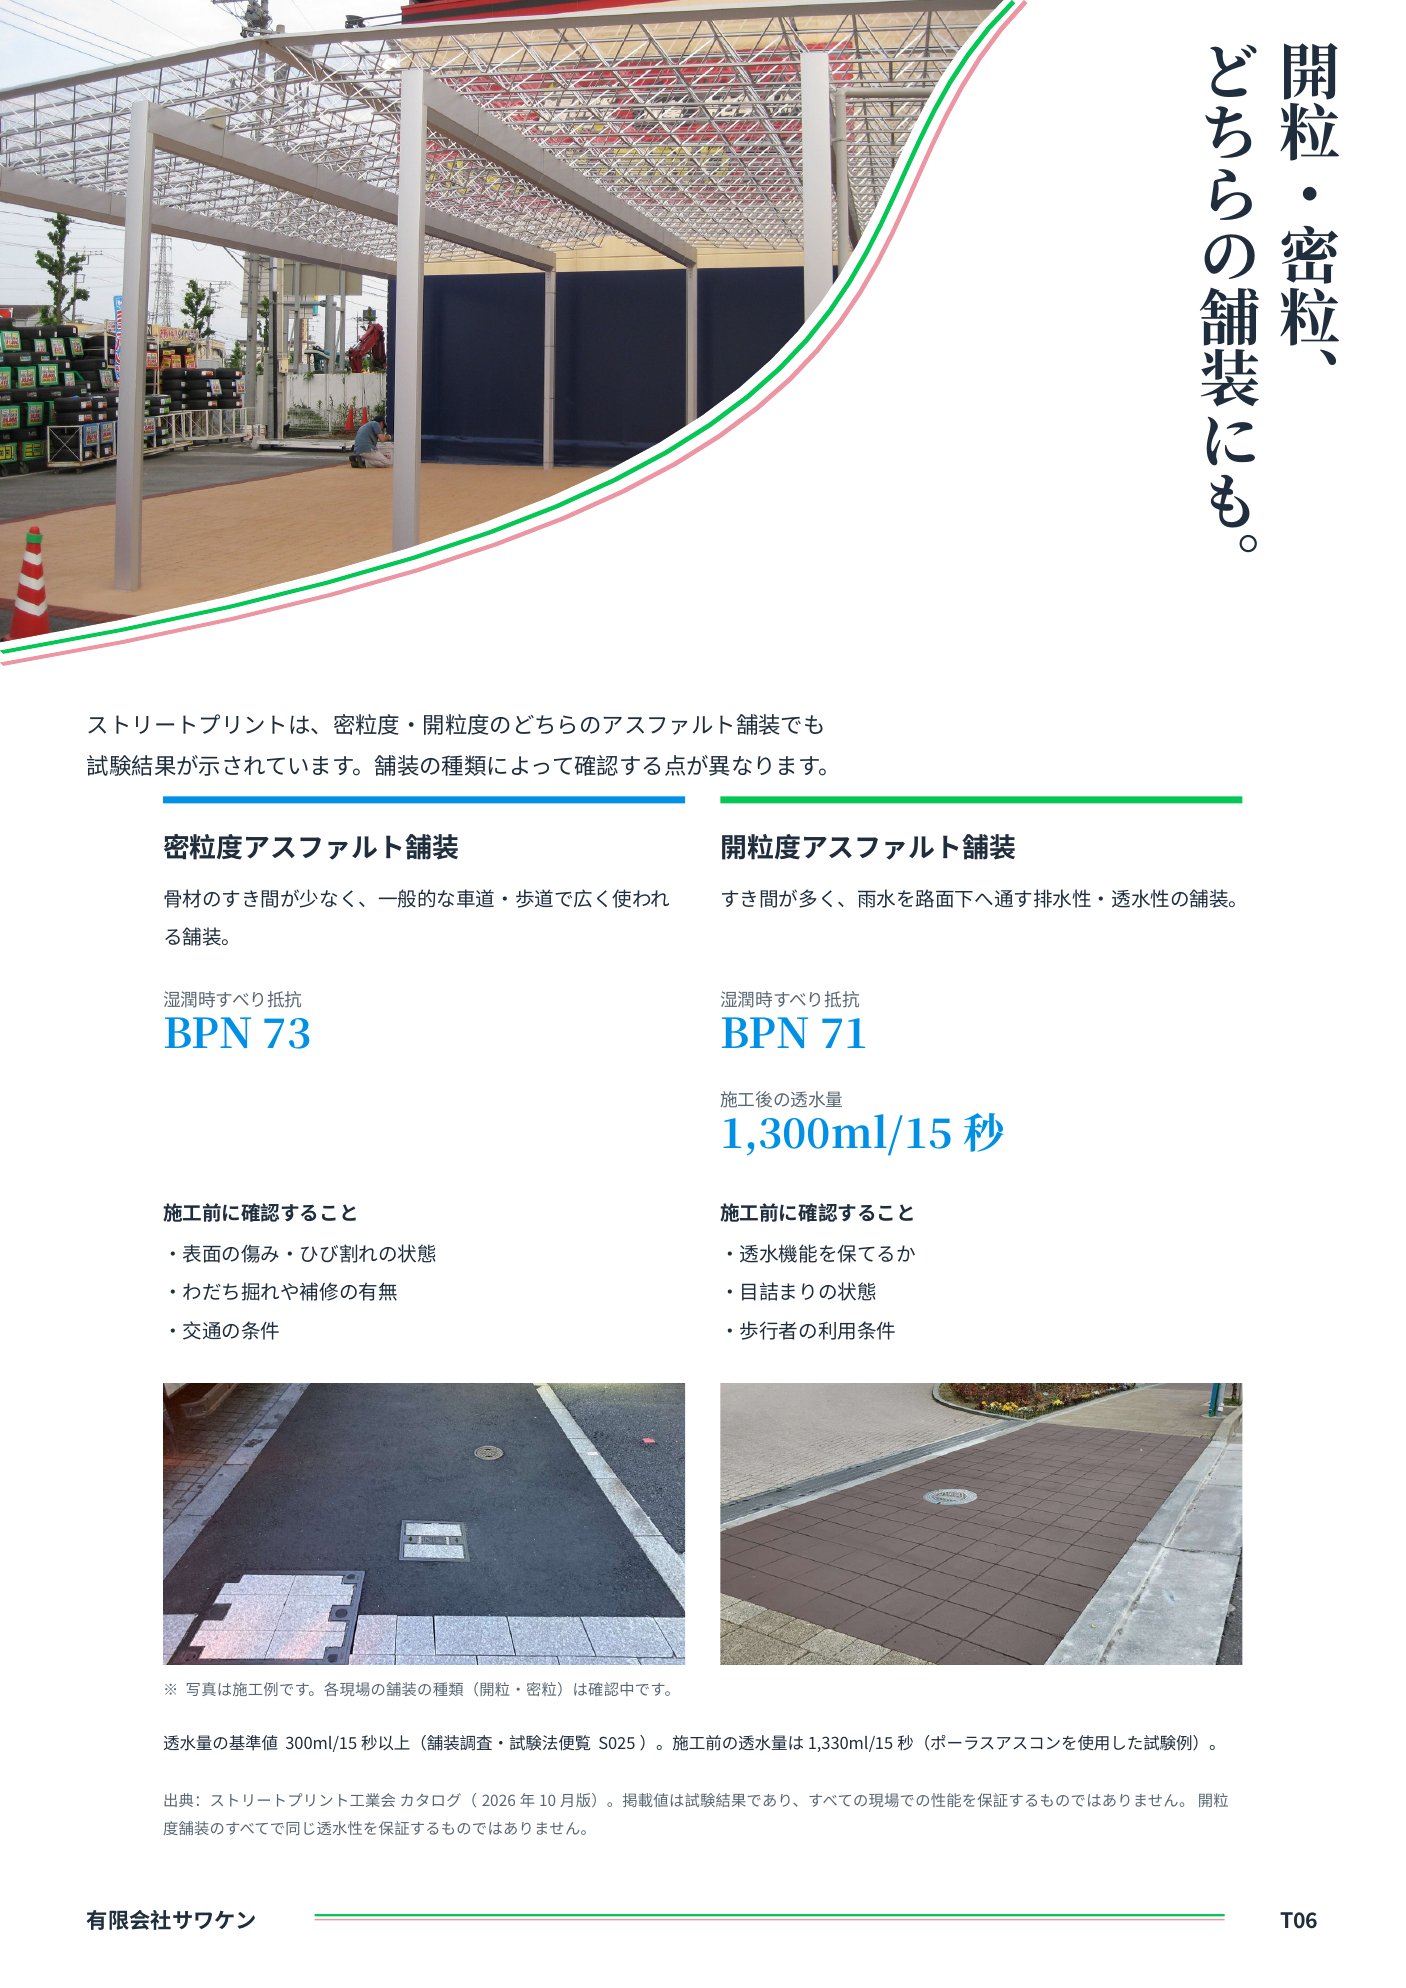 開粒・密粒、
どちらの舗装にも。
ストリートプリントは、密粒度・開粒度のどちらのアスファルト舗装でも
試験結果が示されています。舗装の種類によって確認する点が異なります。
密粒度アスファルト舗装
骨材のすき間が少なく、一般的な車道・歩道で広く使われ
る舗装。
湿潤時すべり抵抗
BPN 73
施工前に確認すること
・表面の傷み・ひび割れの状態
・わだち掘れや補修の有無
・交通の条件
開粒度アスファルト舗装
すき間が多く、雨水を路面下へ通す排水性・透水性の舗装。
湿潤時すべり抵抗
BPN 71
施工後の透水量
1,300ml/15 秒
施工前に確認すること
・透水機能を保てるか
・目詰まりの状態
・歩行者の利用条件
※ 写真は施工例です。各現場の舗装の種類（開粒・密粒）は確認中です。
透水量の基準値 300ml/15 秒以上（舗装調査・試験法便覧 S025 ）。施工前の透水量は 1,330ml/15 秒（ポーラスアスコンを使用した試験例）。
出典：ストリートプリント工業会 カタログ（ 2026 年 10 月版）。掲載値は試験結果であり、すべての現場での性能を保証するものではありません。 開粒
度舗装のすべてで同じ透水性を保証するものではありません。
有限会社サワケン
T06